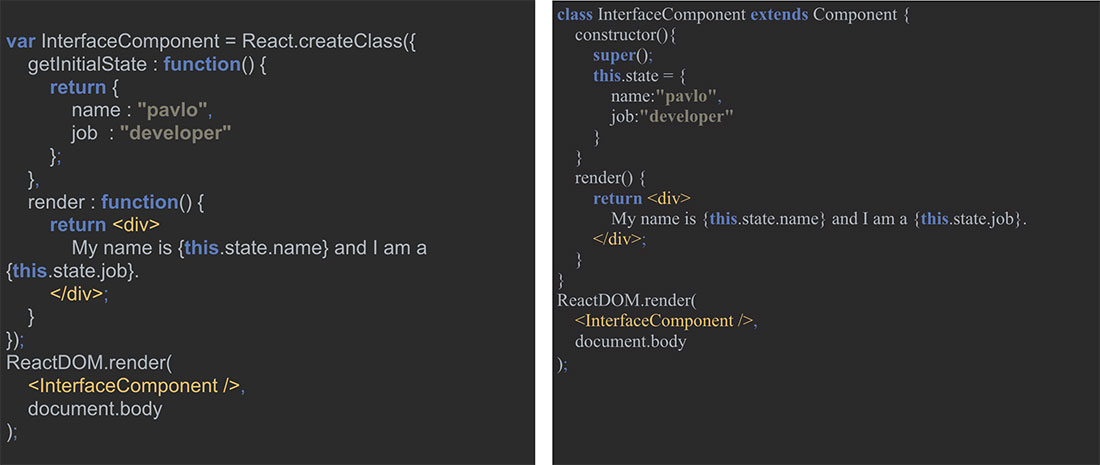 var InterfaceComponent = React.createClass({
getInitialState : function() {
return {
name : "pavlo",
job : "developer"
};
},
render : function() {
return <div>
My name is {this.state.name} and I am a
{this.state.job}.
</div>;
}
});
ReactDOM.render(
<InterfaceComponent />,
document.body
);
class InterfaceComponent extends Component {
constructor(){
super();
this.state = {
name:"pavlo",
job:"developer"
}
}
render() {
return <div>
My name is {this.state.name} and I am a {this.state.job}.
</div>;
}
}
ReactDOM.render(
<InterfaceComponent />,
document.body
);